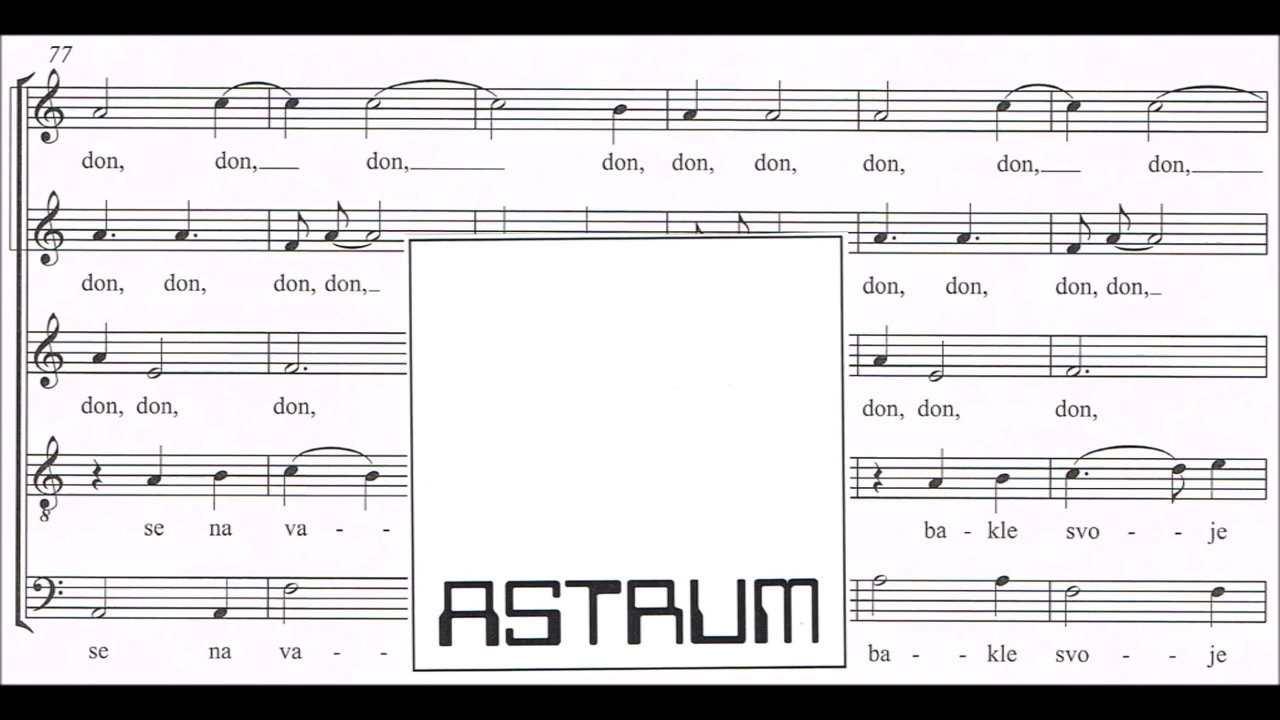 77
don, don, don, don, don, don, don, don, don,
don, don, don, don, don, don, don, don,
don, don, don, don, don, don,
se na va - - ba - kle svo - - je
8
se na va - - ba - - kle svo - - je
ASTRUM